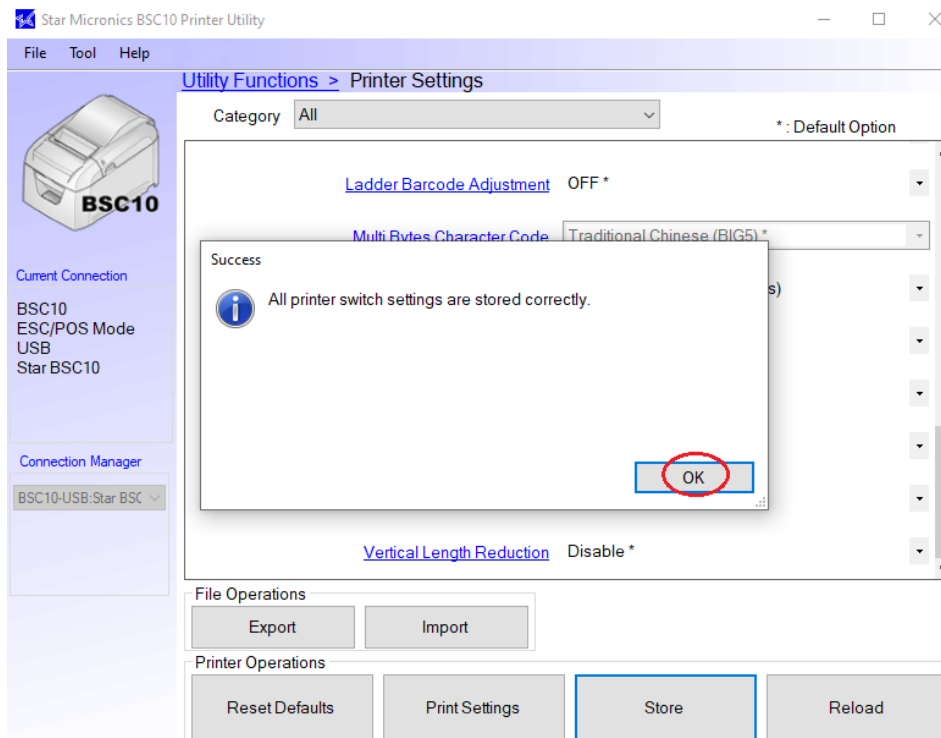 Star Micronics BSC10 Printer Utility
File Tool Help
Utility Functions > Printer Settings
Category All
* : Default Option
BSC10
Ladder Barcode Adjustment OFF *
Multi Bytes Character Code Traditional Chinese (BIG5) *
Success
All printer switch settings are stored correctly.
s)
OK
Current Connection
BSC10
ESC/POS Mode
USB
Star BSC10
Connection Manager
BSC10-USB:Star BSC
Vertical Length Reduction Disable *
File Operations
Export Import
Printer Operations
Reset Defaults Print Settings Store Reload